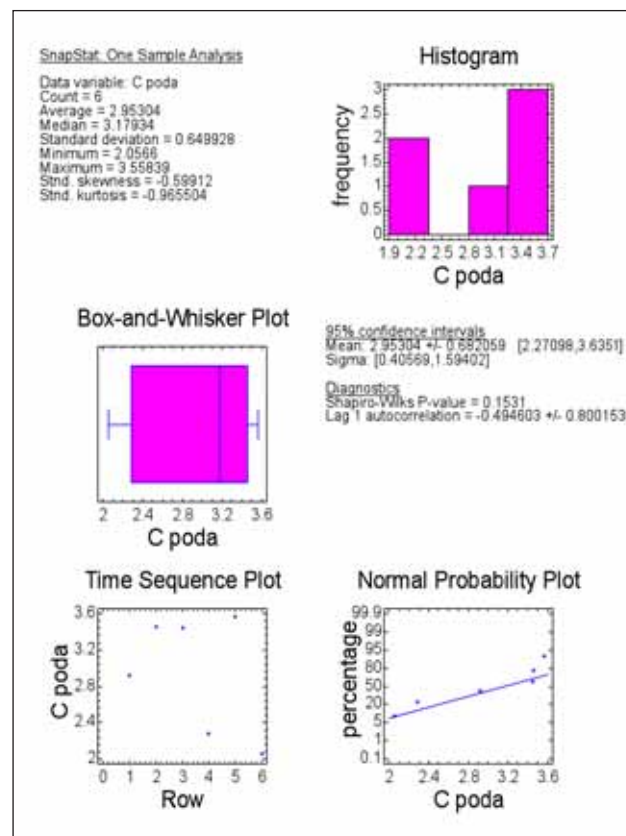 SnapStat: One Sample Analysis
Data variable: C poda
Count = 6
Average = 2.95304
Median = 3.17934
Standard deviation = 0.649928
Minimum = 2.0566
Maximum = 3.55839
Stnd. skewness = -0.59912
Stnd. kurtosis = -0.965504
Histogram
frequency
3
2.5
2
1.5
1
0.5
0
1.9 2.2 2.5 2.8 3.1 3.4 3.7
C poda
Box-and-Whisker Plot
2 2.4 2.8 3.2 3.6
C poda
95% confidence intervals
Mean: 2.95304 +/- 0.682059 [2.27098,3.6351]
Sigma: [0.40569,1.59402]
Diagnostics
Shapiro-Wilks P-value = 0.1531
Lag 1 autocorrelation = -0.494603 +/- 0.800153
Time Sequence Plot
C poda
3.6
3.2
2.8
2.4
2
0 1 2 3 4 5 6
Row
Normal Probability Plot
percentage
99.9
99
95
80
50
20
5
1
0.1
2 2.4 2.8 3.2 3.6
C poda